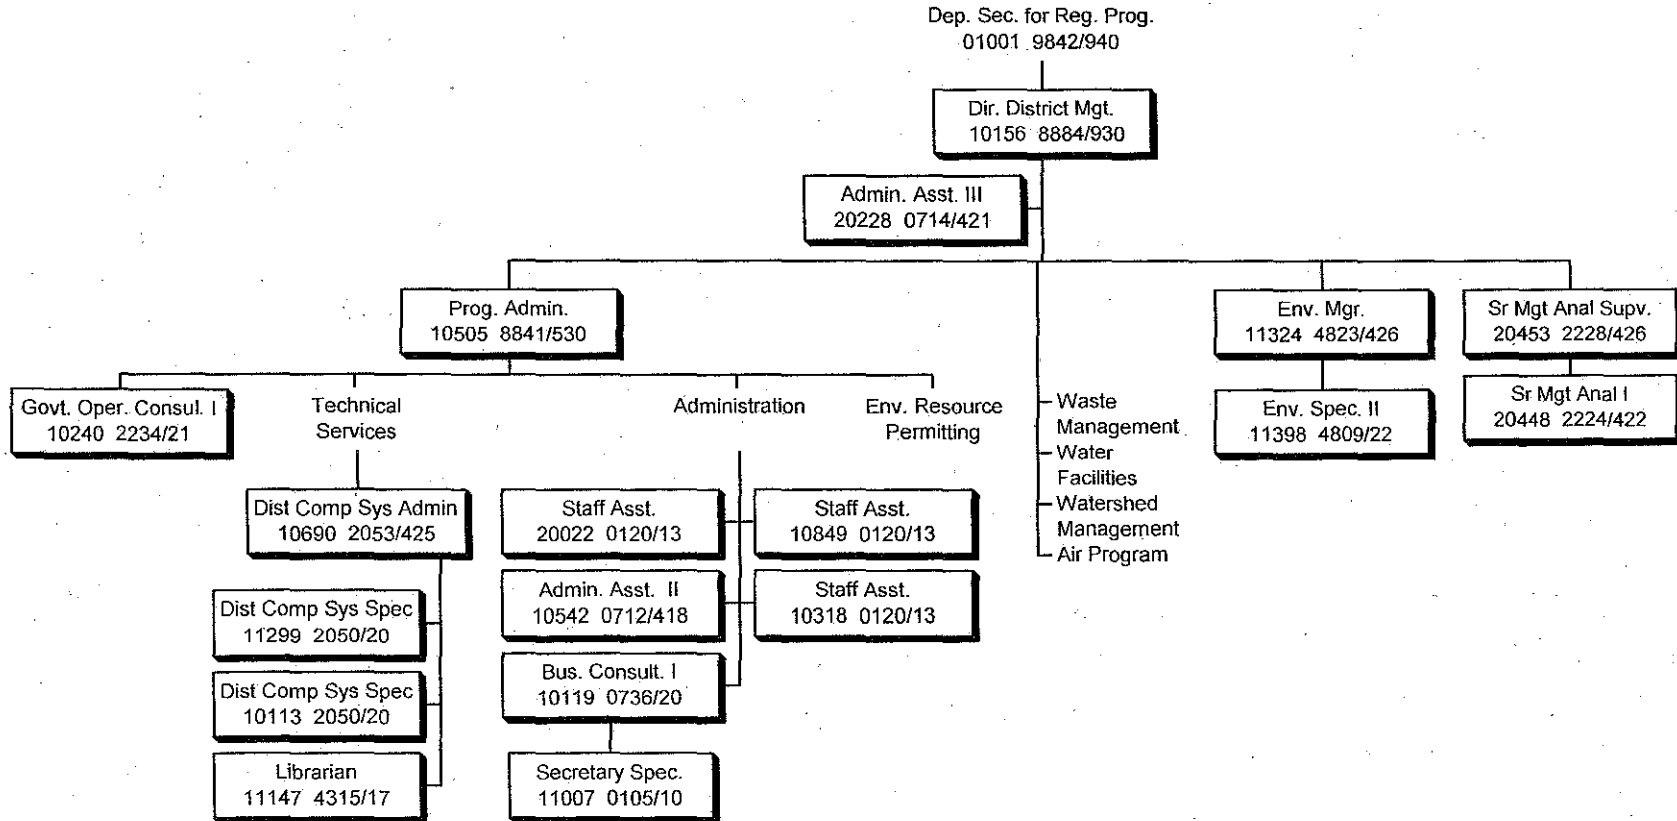 Dep. Sec. for Reg. Prog.
01001 9842/940
Dir. District Mgt.
10156 8884/930
Admin. Asst. III
20228 0714/421
Prog. Admin.
10505 8841/530
Env. Mgr.
11324 4823/426
Sr Mgt Anal Supv.
20453 2228/426
Govt. Oper. Consul. I
10240 2234/21
Technical
Services
Administration
Env. Resource
Permitting
Waste
Management
Water
Facilities
Watershed
Management
Air Program
Env. Spec. II
11398 4809/22
Sr Mgt Anal I
20448 2224/422
Dist Comp Sys Admin
10690 2053/425
Staff Asst.
20022 0120/13
Staff Asst.
10849 0120/13
Dist Comp Sys Spec
11299 2050/20
Admin. Asst. II
10542 0712/418
Staff Asst.
10318 0120/13
Dist Comp Sys Spec
10113 2050/20
Bus. Consult. I
10119 0736/20
Librarian
11147 4315/17
Secretary Spec.
11007 0105/10